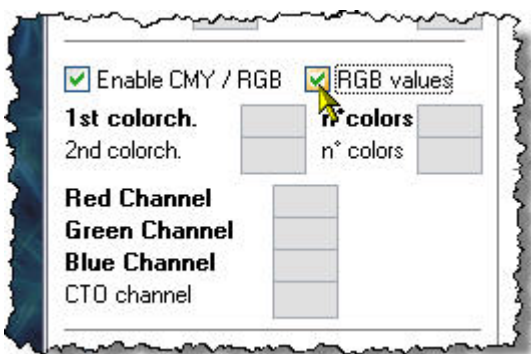 Enable CMY / RGB RGB values
1st colorch. n°colors
2nd colorch. n° colors
Red Channel
Green Channel
Blue Channel
CTO channel